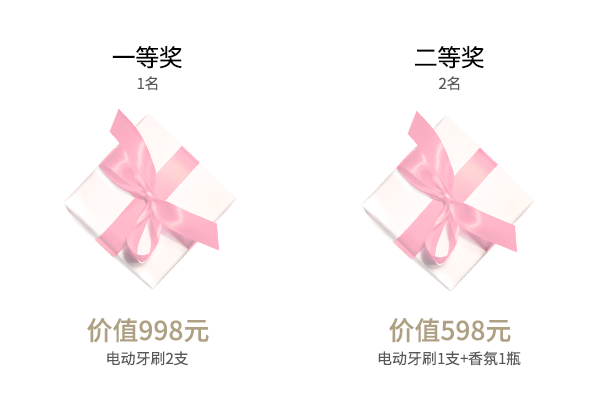 一等奖
1名
价值998元
电动牙刷2支
二等奖
2名
价值598元
电动牙刷1支+香氛1瓶